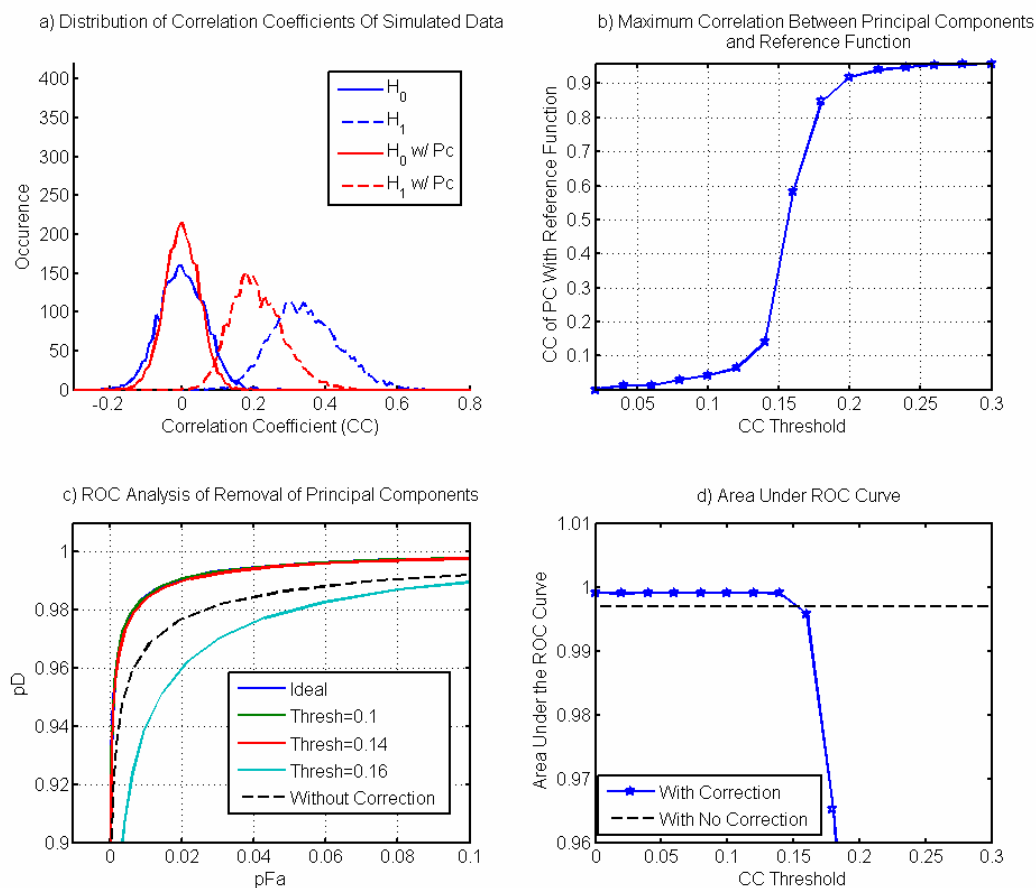 a) Distribution of Correlation Coefficients Of Simulated Data
400
350
300
250
200
150
100
50
0
Occurence
H0
H1
H0 w/ Pc
H1 w/ Pc
-0.2
0
0.2
0.4
0.6
0.8
Correlation Coefficient (CC)
b) Maximum Correlation Between Principal Components
and Reference Function
0.9
0.8
0.7
0.6
0.5
0.4
0.3
0.2
0.1
CC of PC With Reference Function
0.05
0.1
0.15
0.2
0.25
0.3
CC Threshold
c) ROC Analysis of Removal of Principal Components
1
0.98
0.96
0.94
0.92
0.9
pD
Ideal
Thresh=0.1
Thresh=0.14
Thresh=0.16
Without Correction
0
0.02
0.04
0.06
0.08
0.1
pFa
d) Area Under ROC Curve
1.01
1
0.99
0.98
0.97
0.96
Area Under the ROC Curve
With Correction
With No Correction
0
0.05
0.1
0.15
0.2
0.25
0.3
CC Threshold